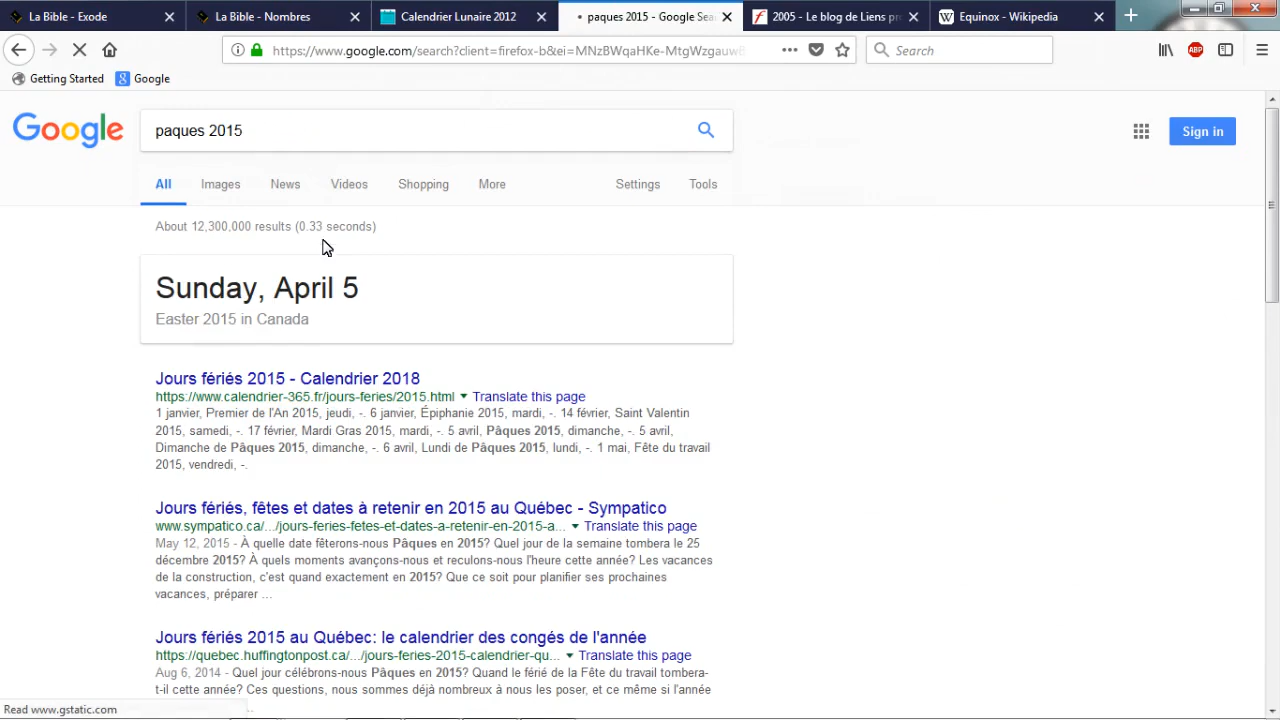 La Bible - Exode
La Bible - Nombres
Calendrier Lunaire 2012
paques 2015 - Google Sea
2005 - Le blog de Liens pr
Equinox - Wikipedia
https://www.google.com/search?client=firefox-b&ei=MNzBWqaHKe-MtgWzgauwB
Search
ABP
Getting Started
Google
Google
paques 2015
Sign in
All
Images
News
Videos
Shopping
More
Settings
Tools
About 12,300,000 results (0.33 seconds)
Sunday, April 5
Easter 2015 in Canada
Jours fériés 2015 - Calendrier 2018
https://www.calendrier-365.fr/jours-feries/2015.html Translate this page
1 janvier, Premier de l'An 2015, jeudi, -. 6 janvier, Épiphanie 2015, mardi, -. 14 février, Saint Valentin
2015, samedi, -. 17 février, Mardi Gras 2015, mardi, -. 5 avril, Pâques 2015, dimanche, -. 5 avril,
Dimanche de Pâques 2015, dimanche, -. 6 avril, Lundi de Pâques 2015, lundi, -. 1 mai, Fête du travail
2015, vendredi, -.
Jours fériés, fêtes et dates à retenir en 2015 au Québec - Sympatico
www.sympatico.ca/.../jours-feries-fetes-et-dates-a-retenir-en-2015-a... Translate this page
May 12, 2015 - À quelle date fêterons-nous Pâques en 2015? Quel jour de la semaine tombera le 25
décembre 2015? À quels moments avançons-nous et reculons-nous l'heure cette année? Les vacances
de la construction, c'est quand exactement en 2015? Que ce soit pour planifier ses prochaines
vacances, préparer ...
Jours fériés 2015 au Québec: le calendrier des congés de l'année
https://quebec.huffingtonpost.ca/.../jours-feries-2015-calendrier-qu... Translate this page
Aug 6, 2014 - Quel jour célébrons-nous Pâques en 2015? Quand le férié de la Fête du travail tombera-
t-il cette année? Ces questions, nous sommes déjà nombreux à nous les poser, et ce même si l'année
Read www.gstatic.com